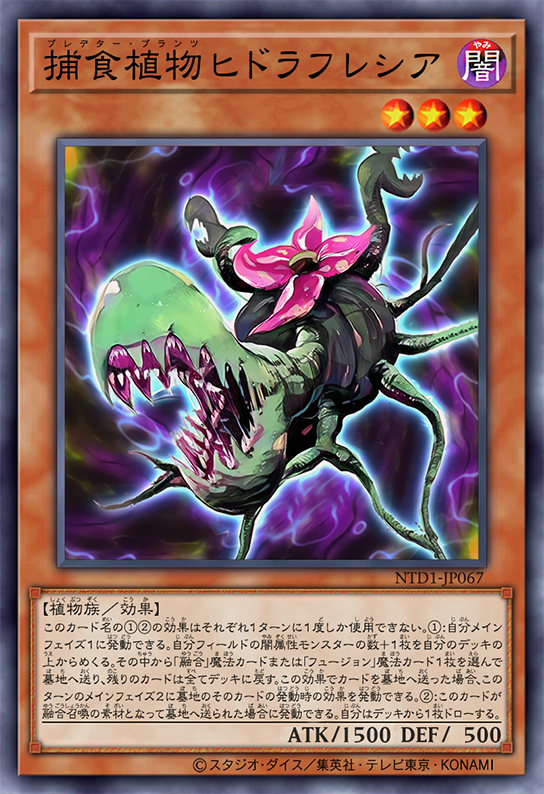 プレデター・プランツ
捕食植物ヒドラフレシア
やみ
闇
NTD1-JP067
【植物族／効果】
このカード名の①②の効果はそれぞれ1ターンに1度しか使用できない。①:自分メイン
フェイズ1に発動できる。自分フィールドの闇属性モンスターの数+1枚を自分のデッキの
上からめくる。その中から「融合」魔法カードまたは「フュージョン」魔法カード1枚を選んで
墓地へ送り、残りのカードは全てデッキに戻す。この効果でカードを墓地へ送った場合、こ
のターンのメインフェイズ2に墓地のそのカードの発動時の効果を発動できる。②:このカードが
融合召喚の素材となって墓地へ送られた場合に発動できる。自分はデッキから1枚ドローする。
ATK/1500 DEF/ 500
©スタジオ・ダイス／集英社・テレビ東京・KONAMI